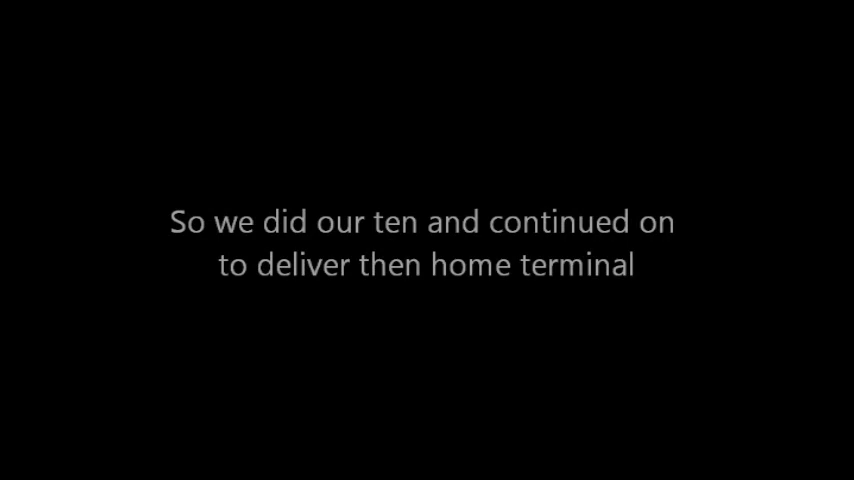 So we did our ten and continued on
to deliver then home terminal